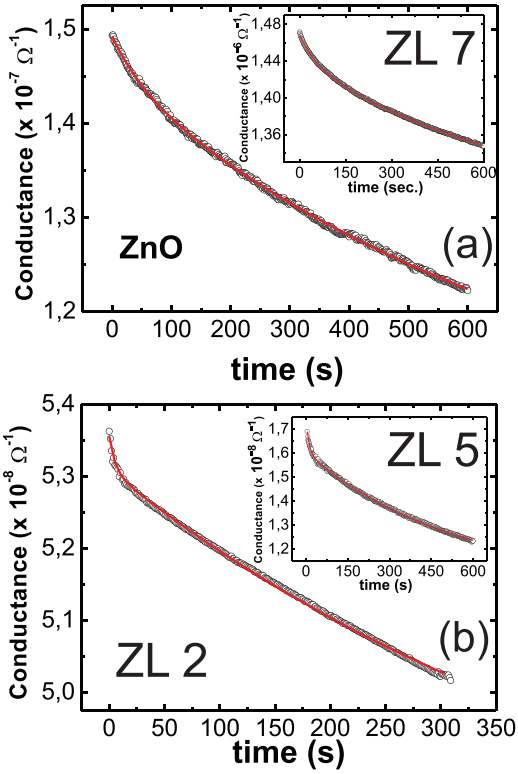 1,5
1,4
1,3
1,2
Conductance (x 10⁻⁷ Ω⁻¹)
0 100 200 300 400 500 600
time (s)
ZnO
(a)
1,48
1,44
1,40
1,36
Conductance (x 10⁻⁶ Ω⁻¹)
0 150 300 450 600
time (sec.)
ZL 7
5,4
5,3
5,2
5,1
5,0
Conductance (x 10⁻⁸ Ω⁻¹)
0 50 100 150 200 250 300 350
time (s)
ZL 2
(b)
1,7
1,6
1,5
1,4
1,3
1,2
Conductance (x 10⁻⁸ Ω⁻¹)
0 150 300 450 600
time (s)
ZL 5